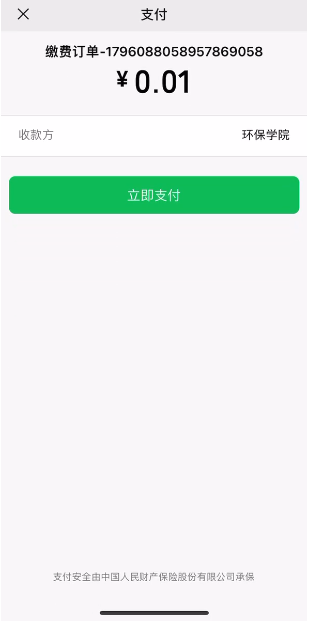 支付
缴费订单-1796088058957869058
¥0.01
收款方 环保学院
立即支付
支付安全由中国人民财产保险股份有限公司承保